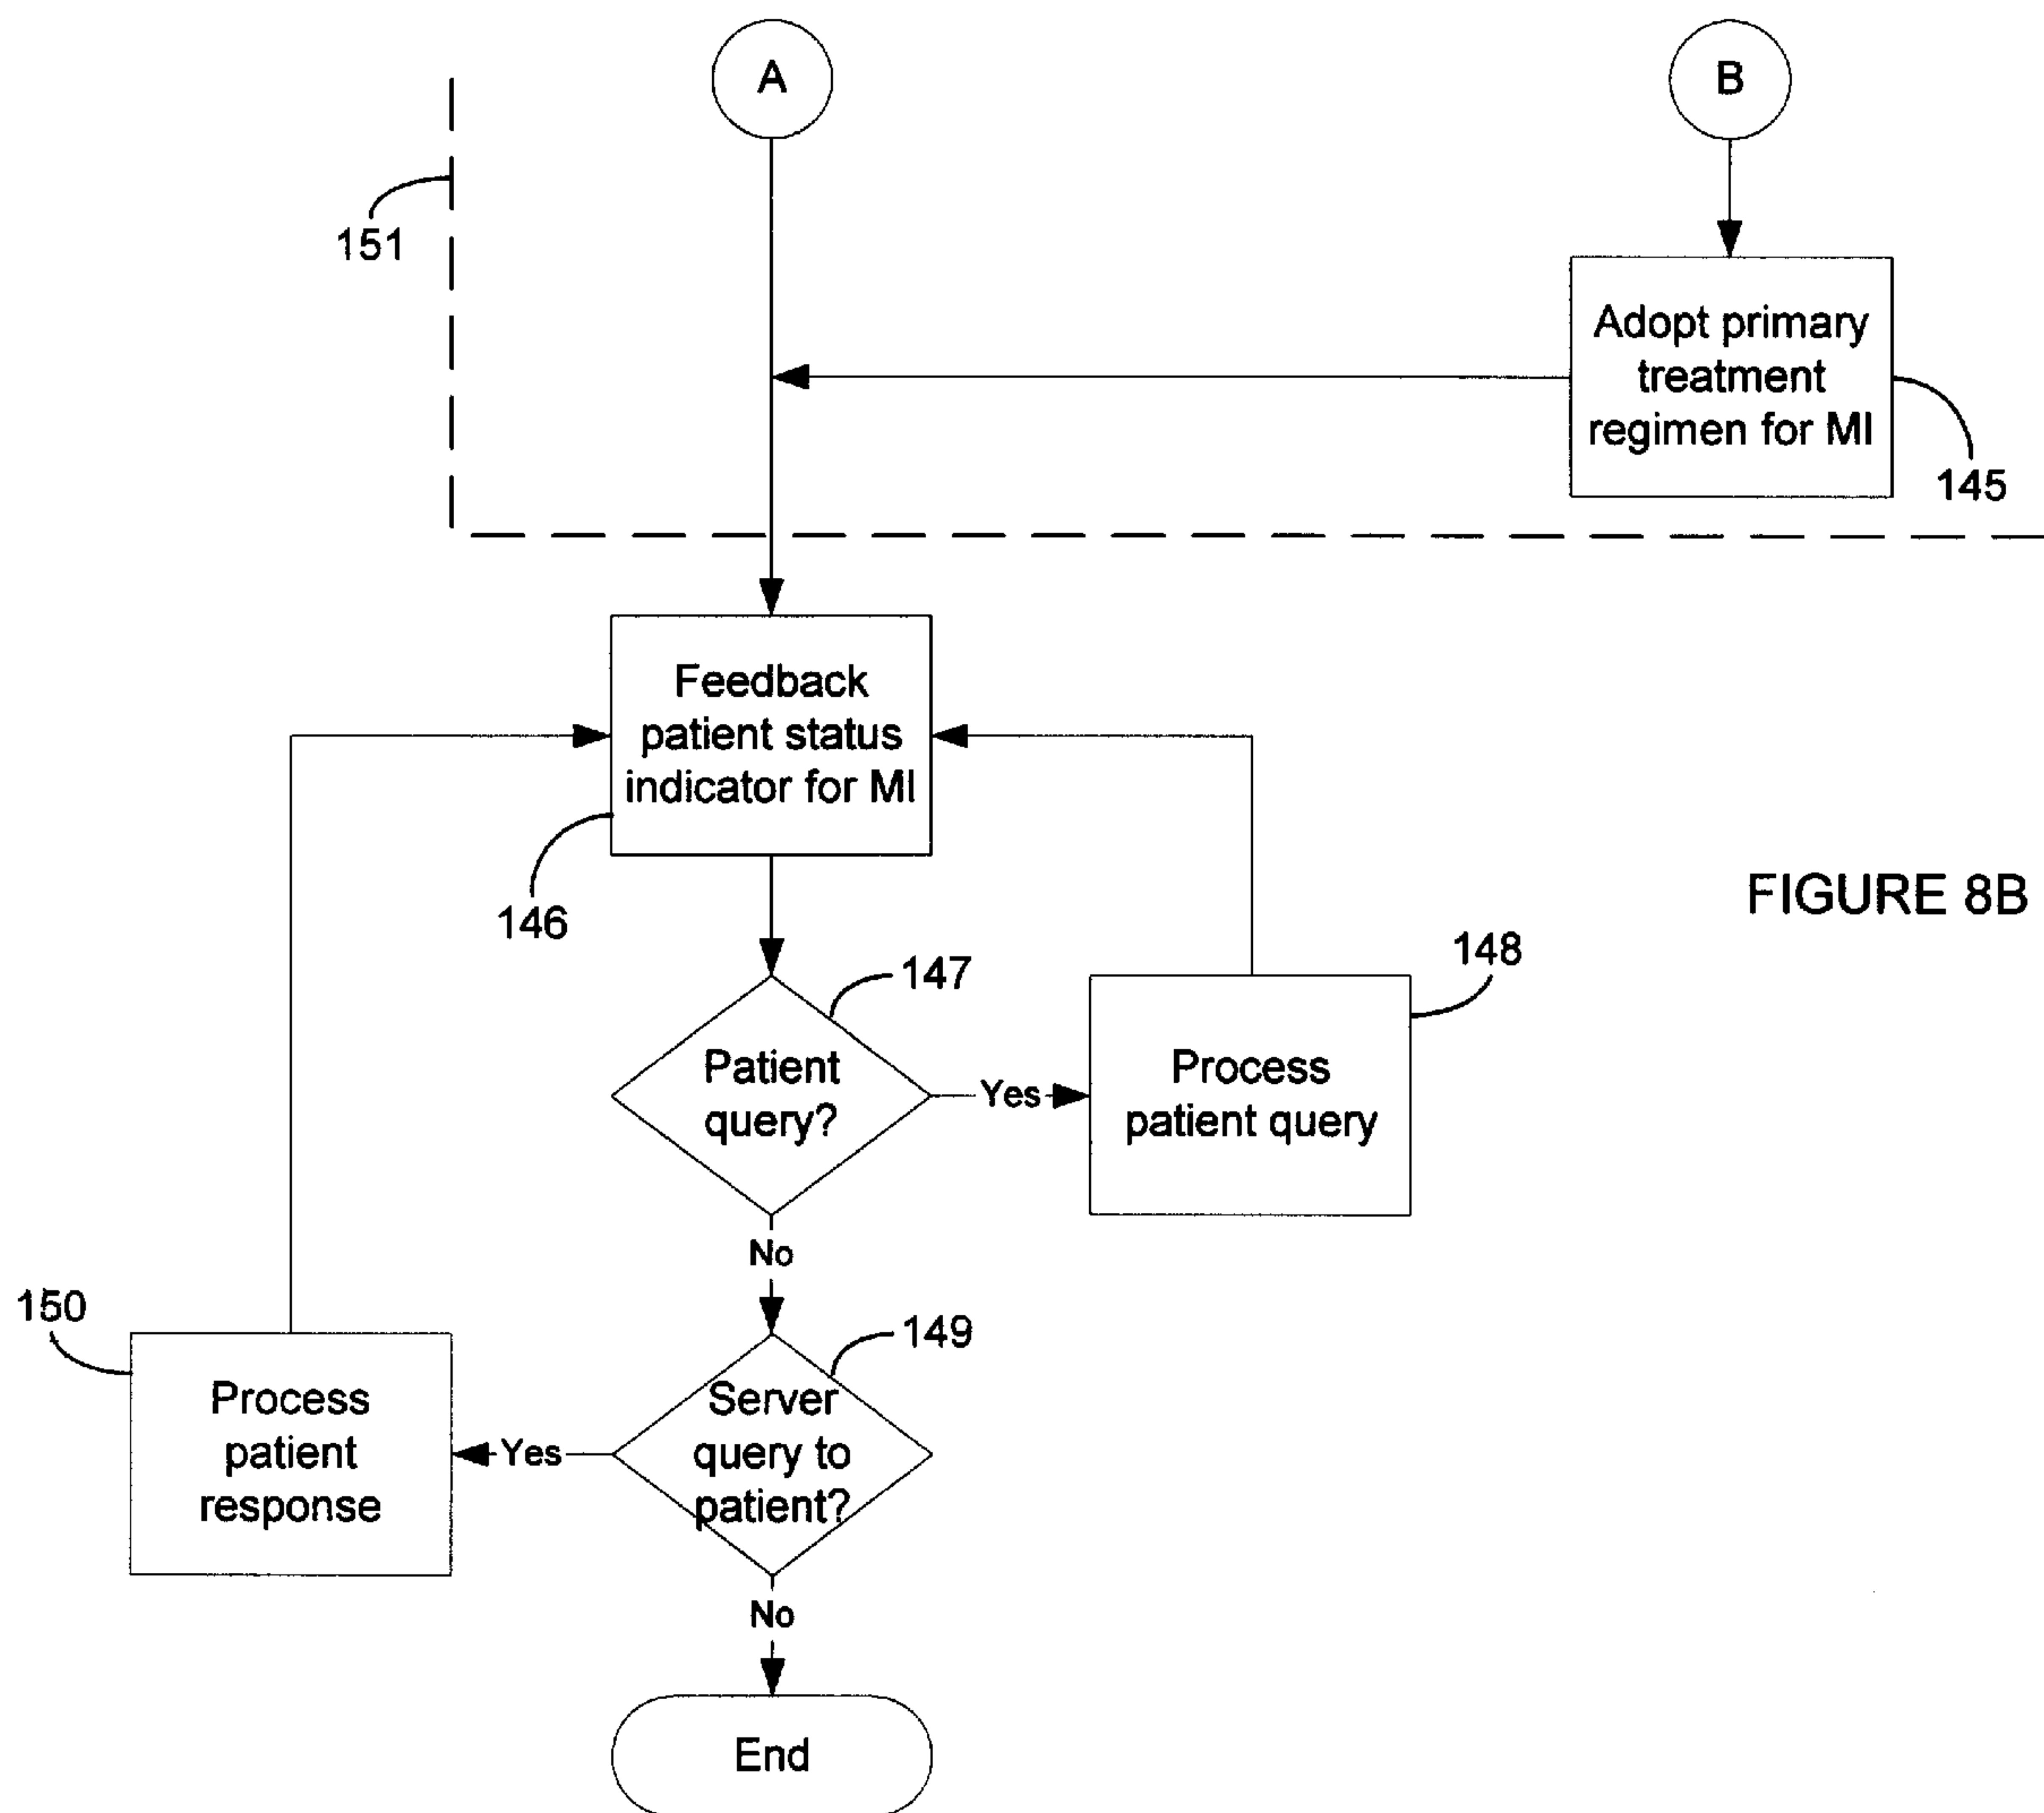 A
B
151
Adopt primary
treatment
regimen for MI
145
Feedback
patient status
indicator for MI
146
FIGURE 8B
147
148
Patient
query?
Yes
Process
patient query
No
150
149
Process
patient
response
Yes
Server
query to
patient?
No
End